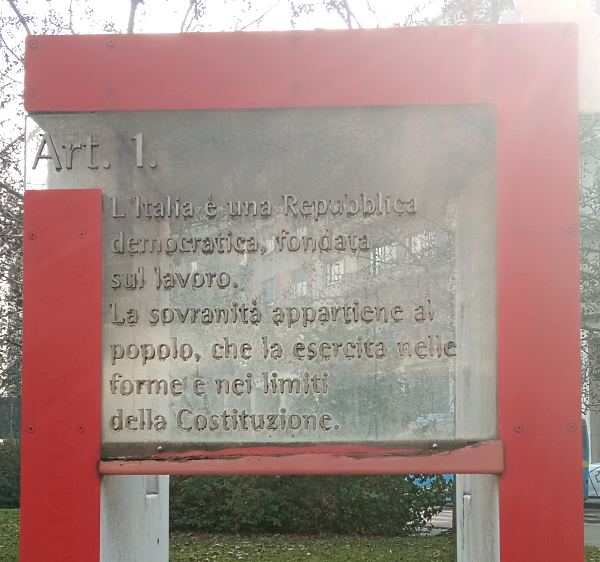 Art. 1.
L'Italia è una Repubblica
democratica, fondata
sul lavoro.
La sovranità appartiene al
popolo, che la esercita nelle
forme e nei limiti
della Costituzione.